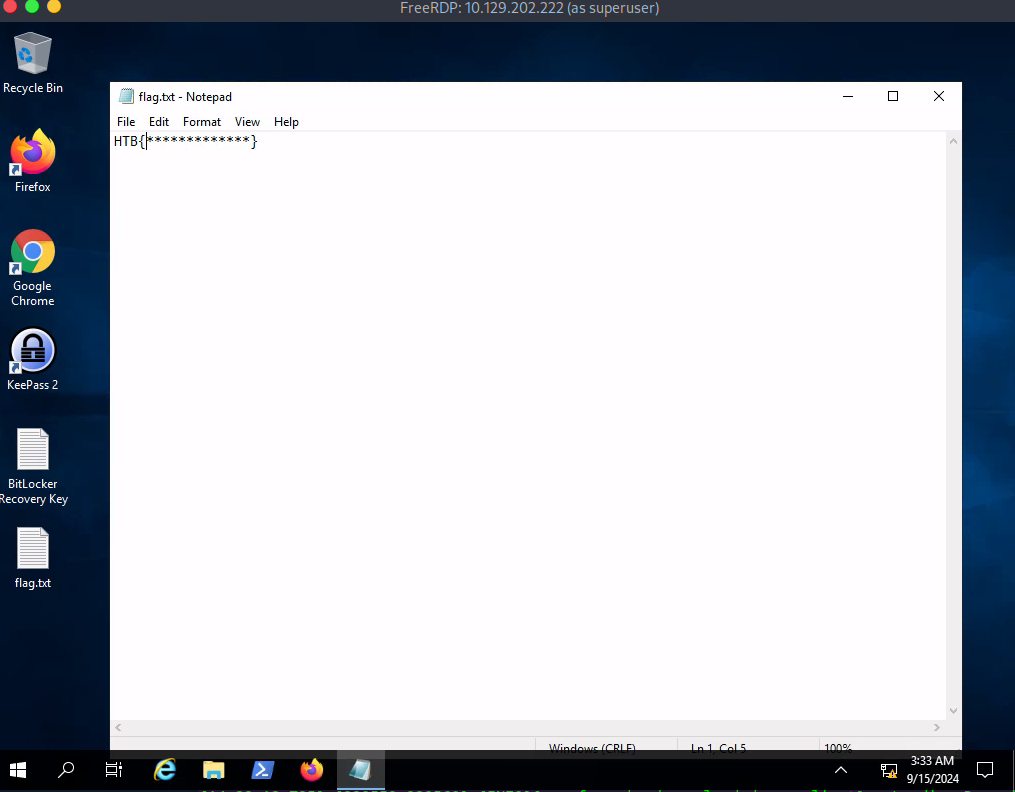 FreeRDP: 10.129.202.222 (as superuser)
Recycle Bin
Firefox
Google
Chrome
KeePass 2
BitLocker
Recovery Key
flag.txt
flag.txt - Notepad
File Edit Format View Help
HTB{*************}
Windows (CRLF) Ln 1, Col 5 100%
3:33 AM
9/15/2024